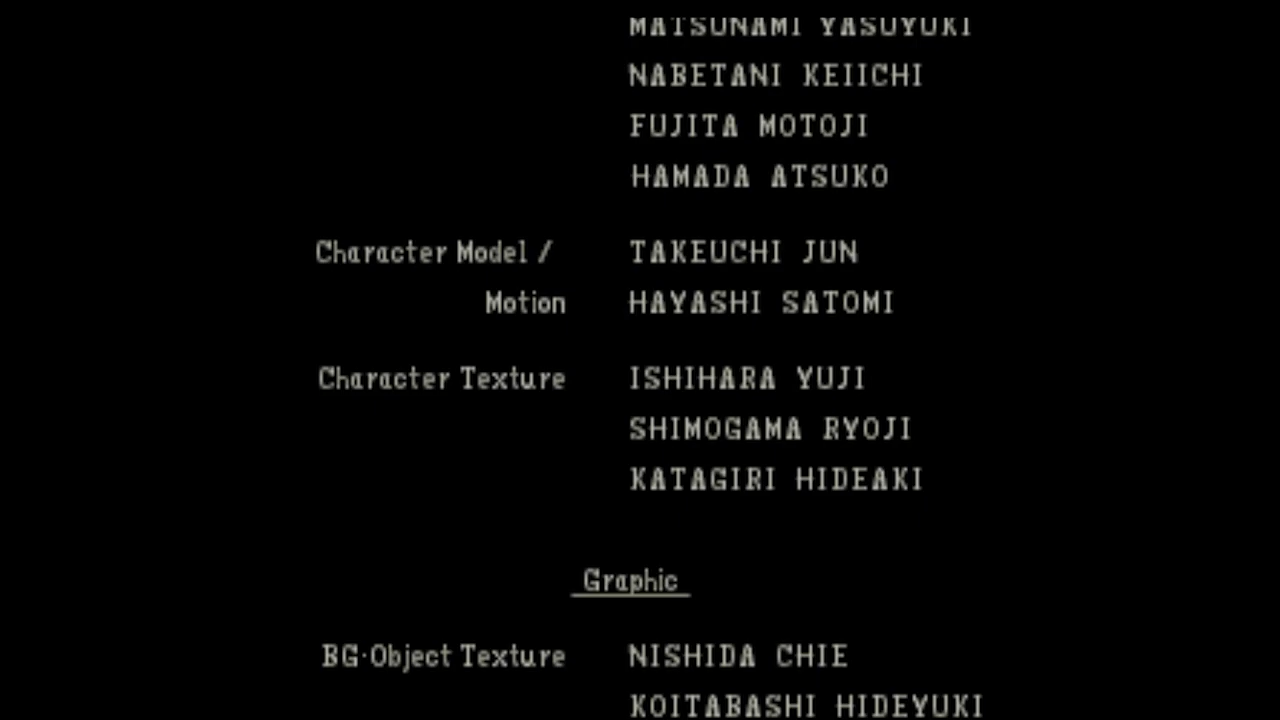 MATSUNAMI YASUYUKI
NABETANI KEIICHI
FUJITA MOTOJI
HAMADA ATSUKO
Character Model / TAKEUCHI JUN
Motion HAYASHI SATOMI
Character Texture ISHIHARA YUJI
SHIMOGAMA RYOJI
KATAGIRI HIDEAKI
Graphic
BG·Object Texture NISHIDA CHIE
KOITABASHI HIDEYUKI